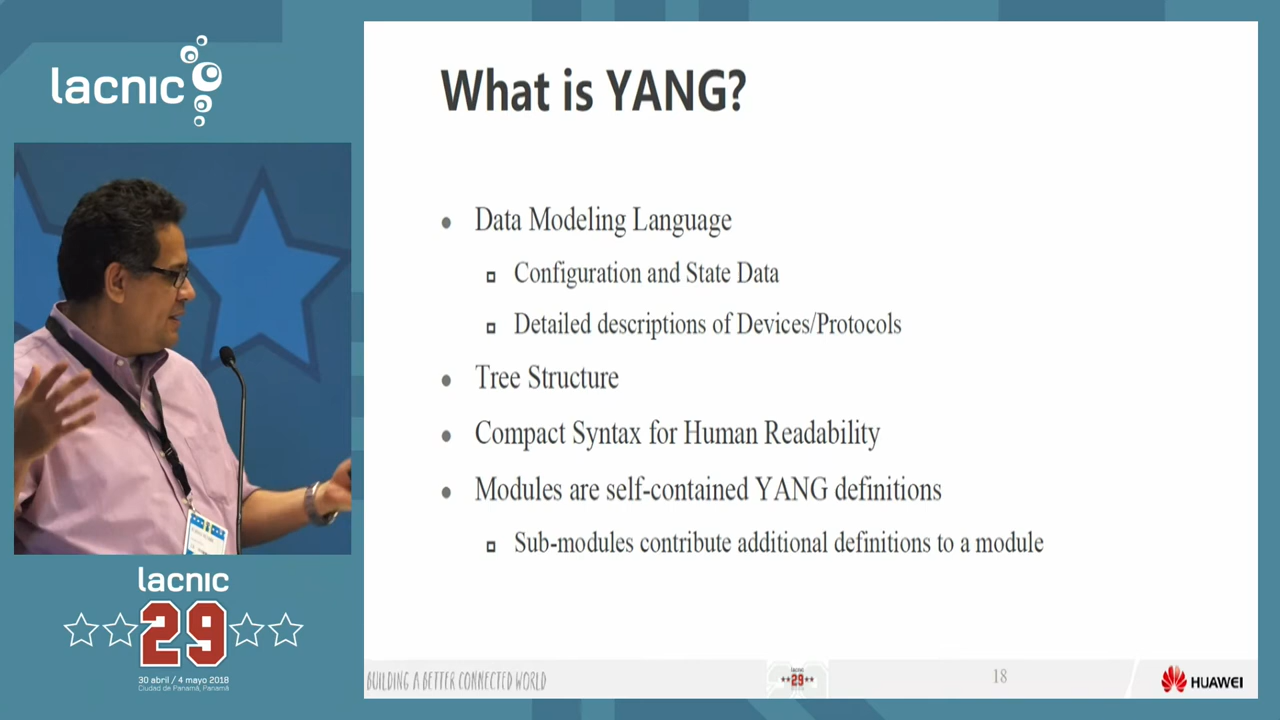 lacnic
What is YANG?
Data Modeling Language
Configuration and State Data
Detailed descriptions of Devices/Protocols
Tree Structure
Compact Syntax for Human Readability
Modules are self-contained YANG definitions
Sub-modules contribute additional definitions to a module
lacnic
29
30 abril / 4 mayo 2018
Ciudad de Panamá, Panamá
BUILDING A BETTER CONNECTED WORLD
lacnic
29
18
HUAWEI